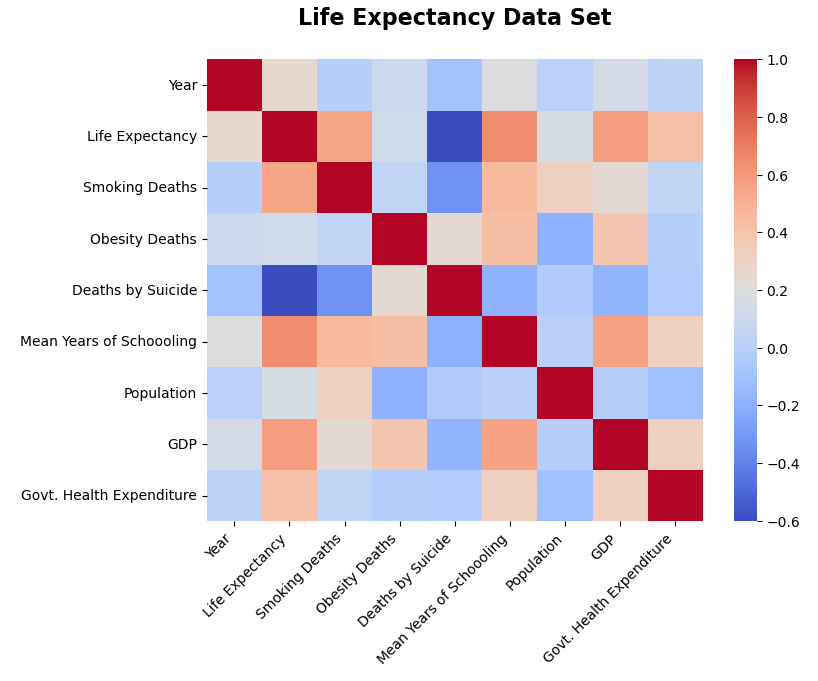 Life Expectancy Data Set
Year
Life Expectancy
Smoking Deaths
Obesity Deaths
Deaths by Suicide
Mean Years of Schoooling
Population
GDP
Govt. Health Expenditure
Year
Life Expectancy
Smoking Deaths
Obesity Deaths
Deaths by Suicide
Mean Years of Schoooling
Population
GDP
Govt. Health Expenditure
1.0
0.8
0.6
0.4
0.2
0.0
−0.2
−0.4
−0.6